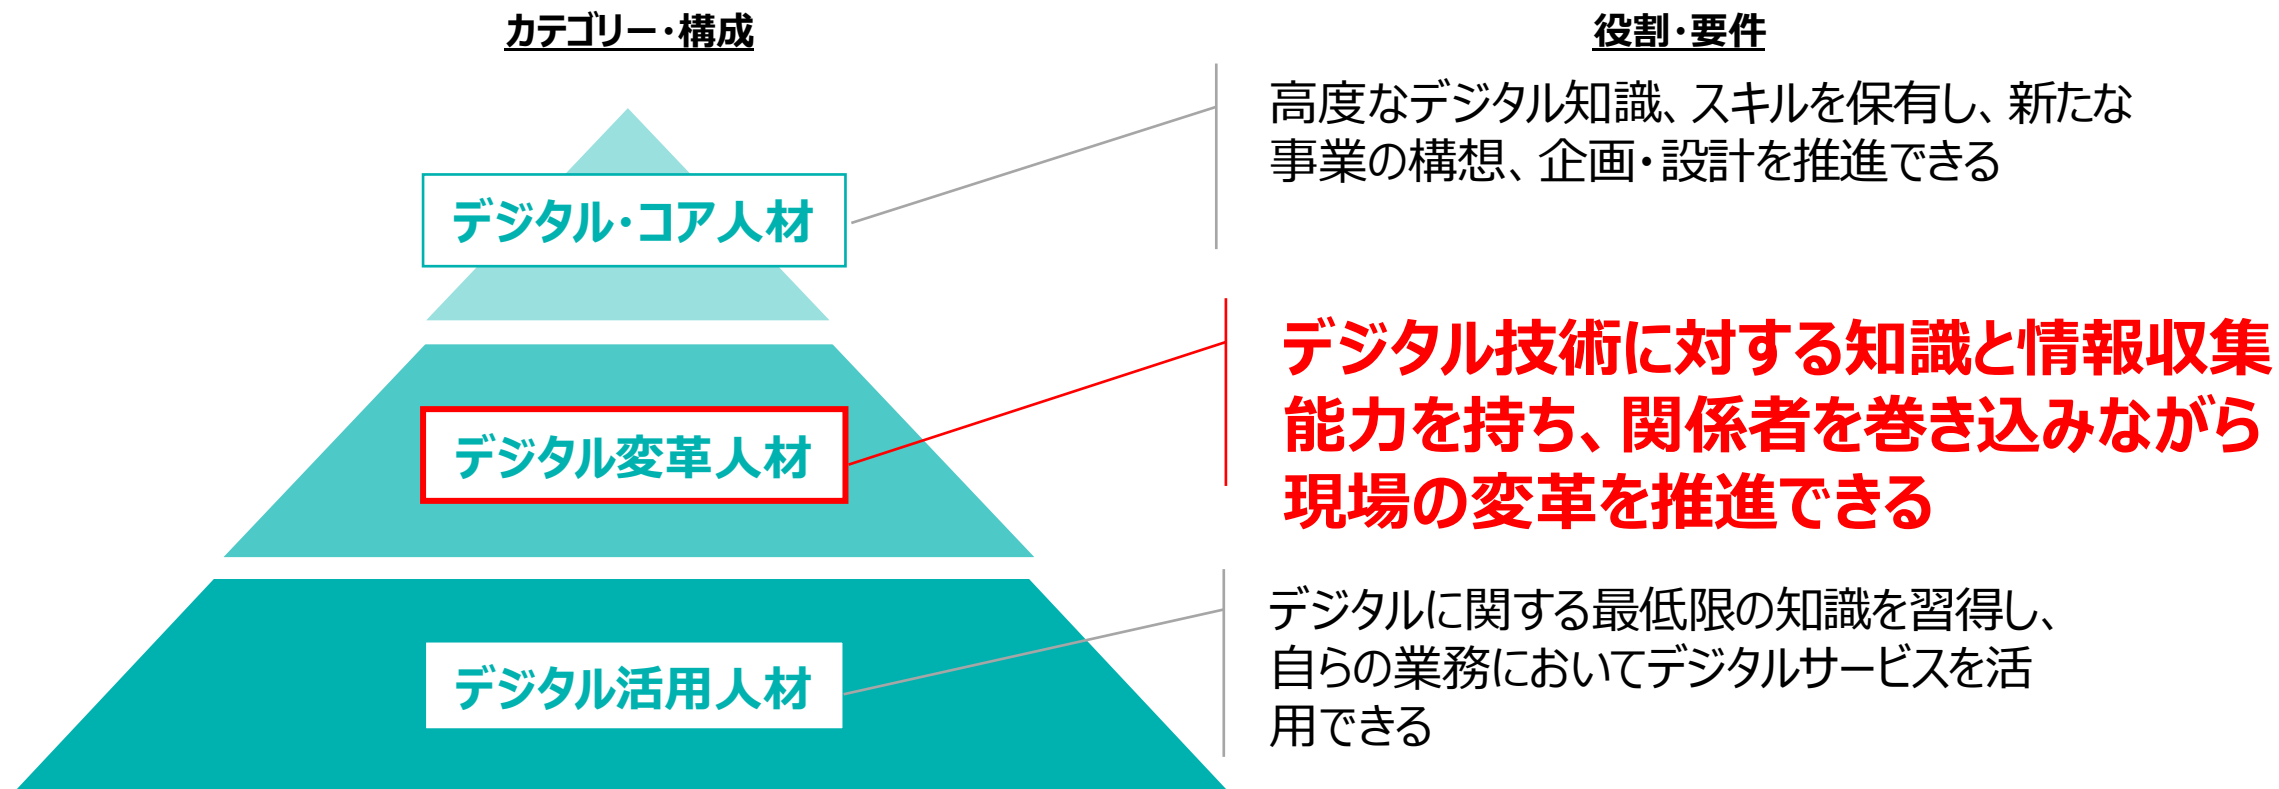 カテゴリー・構成
役割・要件
デジタル・コア人材
高度なデジタル知識、スキルを保有し、新たな
事業の構想、企画・設計を推進できる
デジタル変革人材
デジタル技術に対する知識と情報収集
能力を持ち、関係者を巻き込みながら
現場の変革を推進できる
デジタル活用人材
デジタルに関する最低限の知識を習得し、
自らの業務においてデジタルサービスを活
用できる